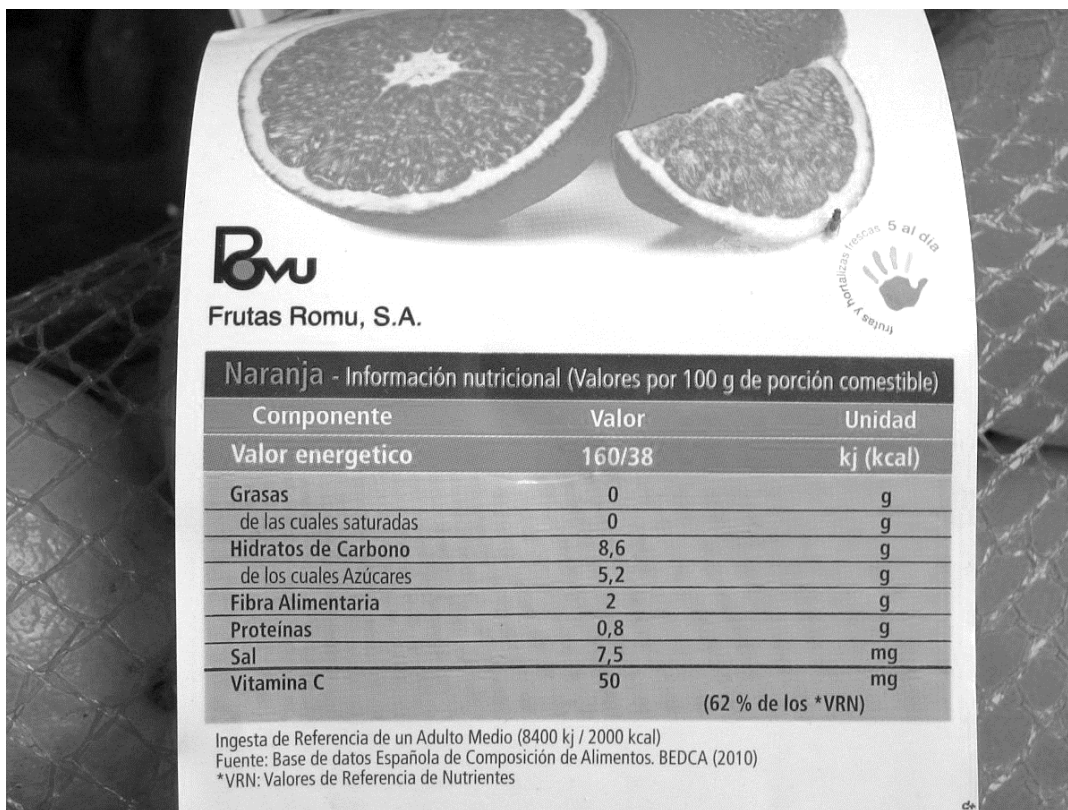 5 al día
frutas y hortalizas frescas
Romu
Frutas Romu, S.A.
Naranja - Información nutricional (Valores por 100 g de porción comestible)
Componente Valor Unidad
Valor energetico 160/38 kj (kcal)
Grasas 0 g
de las cuales saturadas 0 g
Hidratos de Carbono 8,6 g
de los cuales Azúcares 5,2 g
Fibra Alimentaria 2 g
Proteínas 0,8 g
Sal 7,5 mg
Vitamina C 50 mg
(62 % de los *VRN)
Ingesta de Referencia de un Adulto Medio (8400 kj / 2000 kcal)
Fuente: Base de datos Española de Composición de Alimentos. BEDCA (2010)
*VRN: Valores de Referencia de Nutrientes